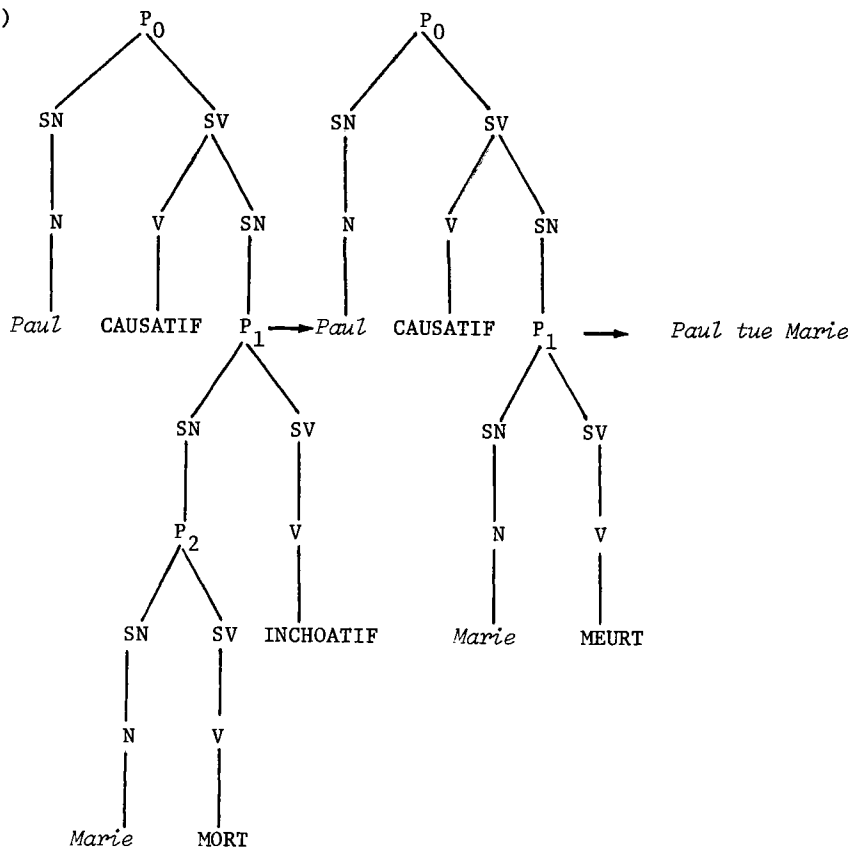 ) P0 P0
SN SV SN SV
N V SN N V SN
Paul CAUSATIF P1 Paul CAUSATIF P1 Paul tue Marie
SN SV SN SV
P2 V N V
SN SV INCHOATIF Marie MEURT
N V
Marie MORT